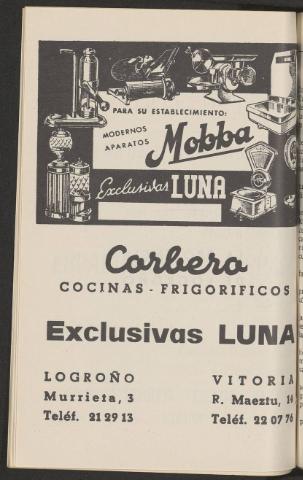 PARA SU ESTABLECIMIENTO:
MODERNOS
APARATOS
Mobba
Exclusivas LUNA
Corbero
COCINAS - FRIGORIFICOS
Exclusivas LUNA
LOGROÑO
Murrieta, 3
Teléf. 21 29 13
VITORIA
R. Maeztu, 14
Teléf. 22 07 76